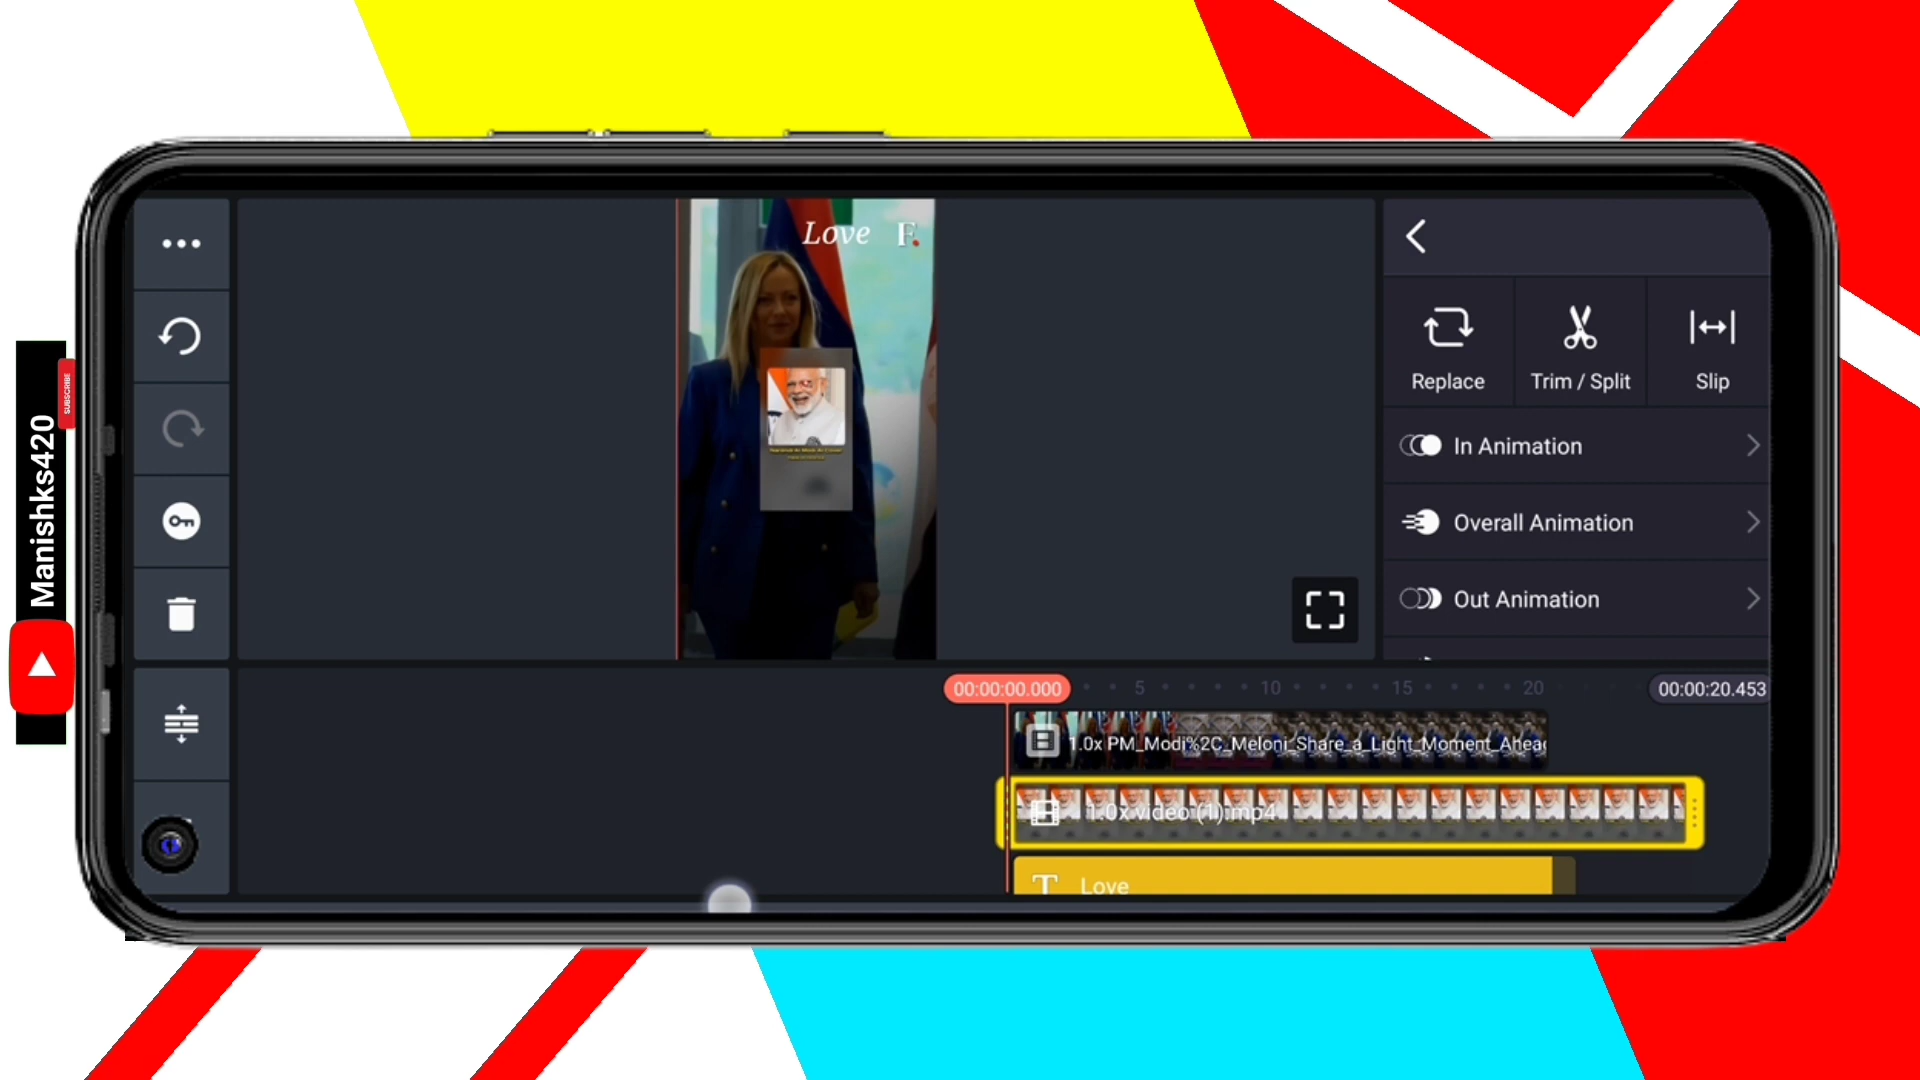 Love F.
Replace
Trim / Split
Slip
In Animation
Overall Animation
Out Animation
00:00:00.000
5
10
15
20
00:00:20.453
1.0x PM_Modi%2C_Meloni_Share_a_Light_Moment_Ahead
1.0x video (1).mp4
Love
Manishks420
SUBSCRIBE